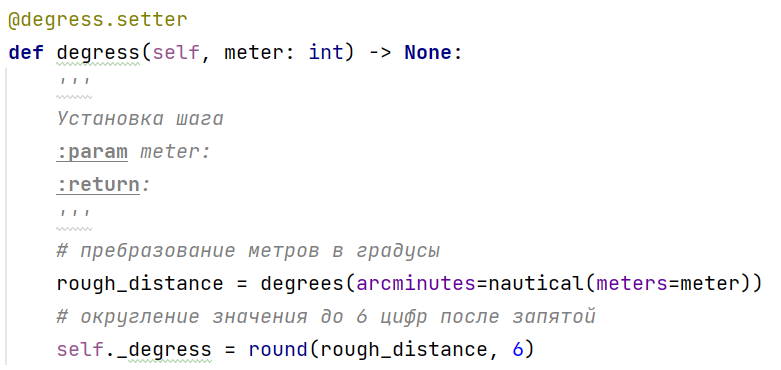 @degress.setter
def degress(self, meter: int) -> None:
    '''
    Установка шага
    :param meter:
    :return:
    '''
    # пребразование метров в градусы
    rough_distance = degrees(arcminutes=nautical(meters=meter))
    # округление значения до 6 цифр после запятой
    self._degress = round(rough_distance, 6)